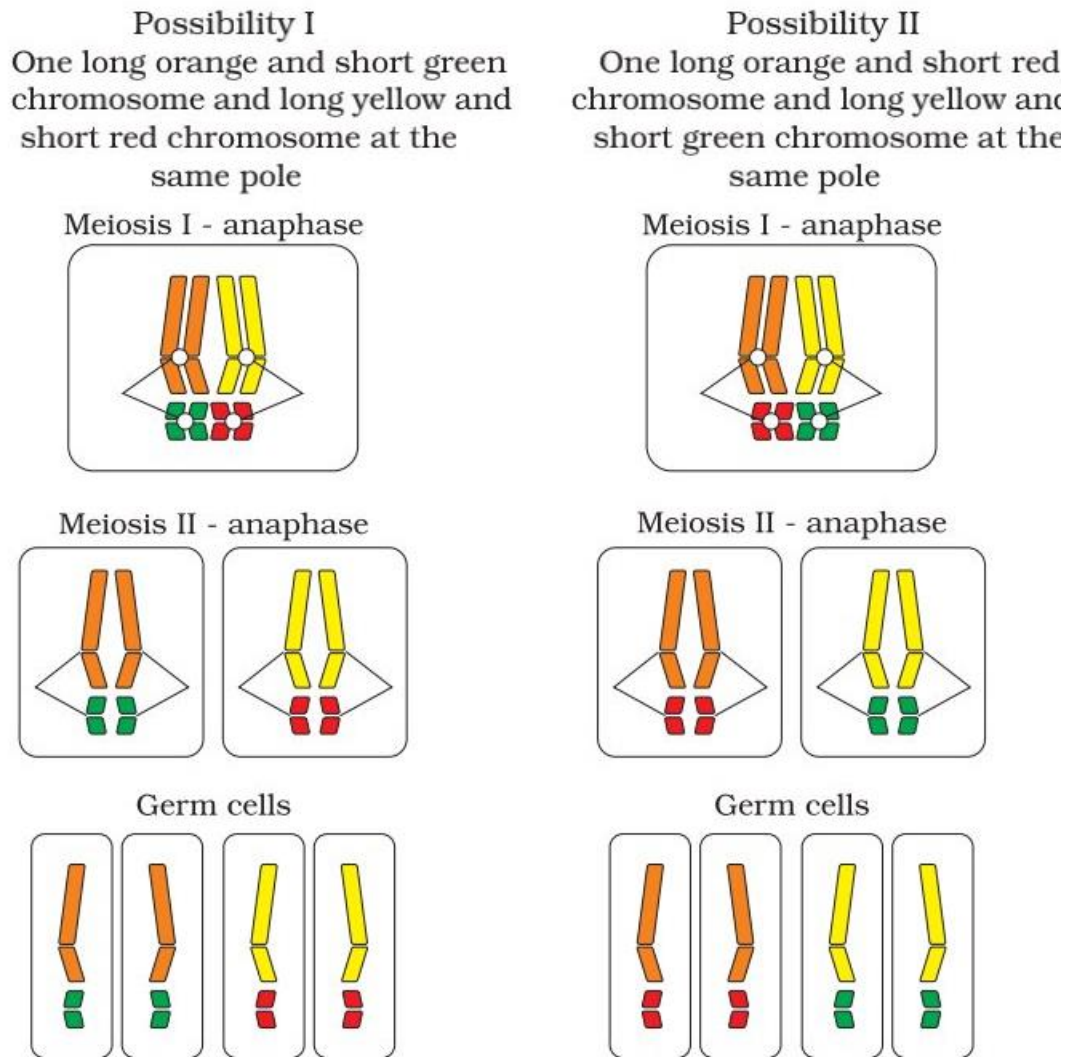 Possibility I
One long orange and short green
chromosome and long yellow and
short red chromosome at the
same pole
Meiosis I - anaphase
Meiosis II - anaphase
Germ cells
Possibility II
One long orange and short red
chromosome and long yellow and
short green chromosome at the
same pole
Meiosis I - anaphase
Meiosis II - anaphase
Germ cells